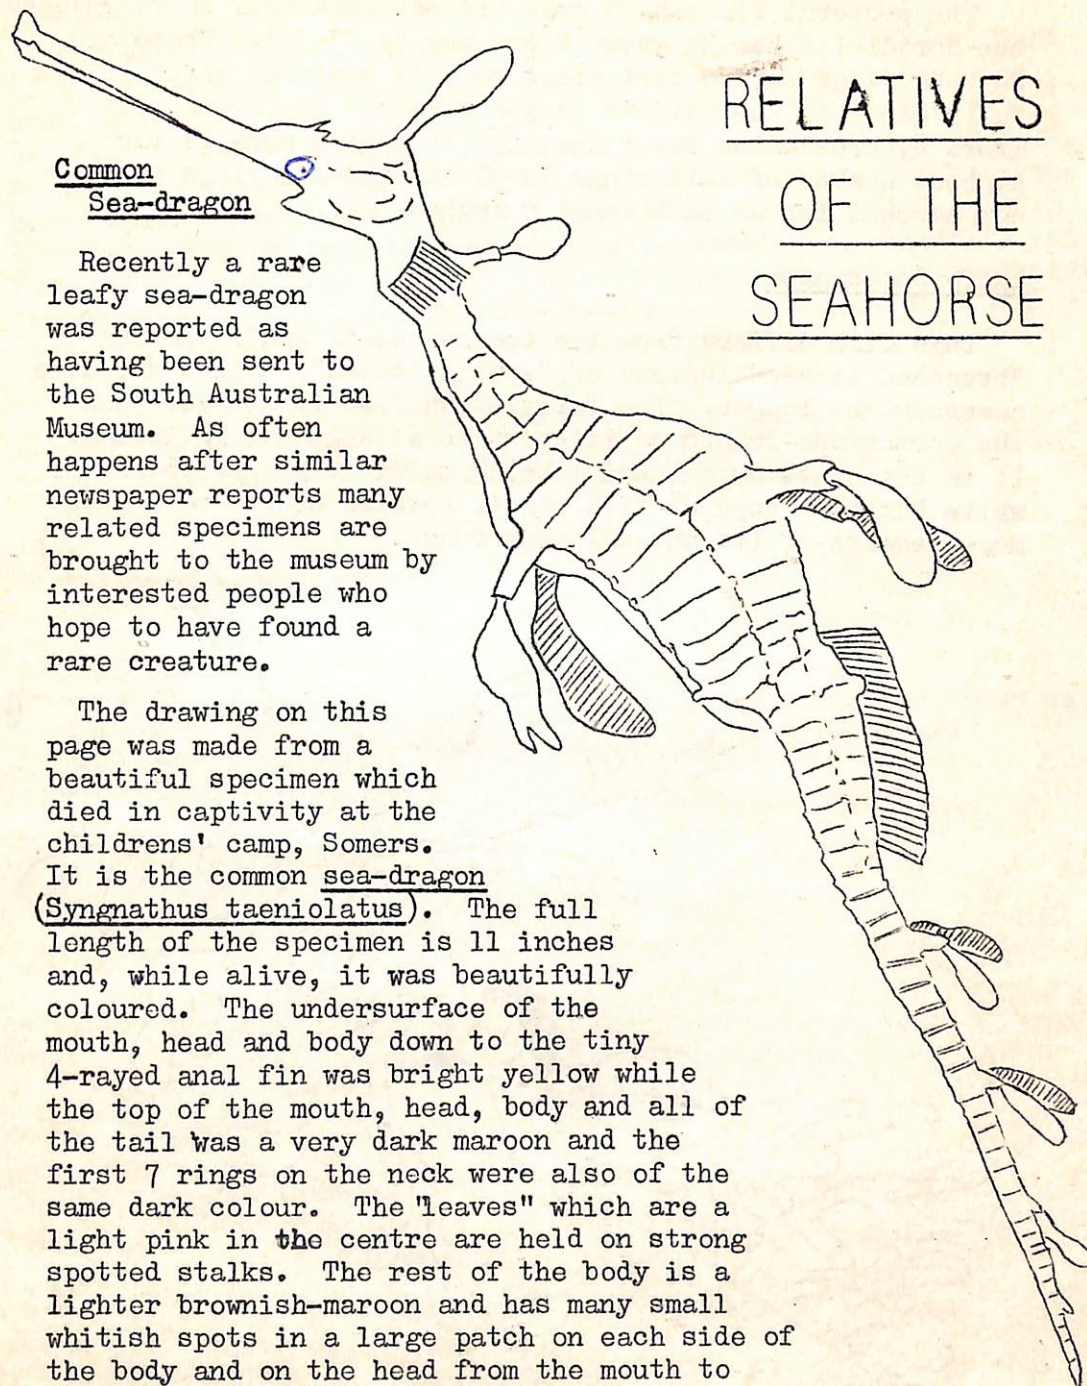 RELATIVES
OF THE
SEAHORSE
Common
Sea-dragon
Recently a rare
leafy sea-dragon
was reported as
having been sent to
the South Australian
Museum. As often
happens after similar
newspaper reports many
related specimens are
brought to the museum by
interested people who
hope to have found a
rare creature.
The drawing on this
page was made from a
beautiful specimen which
died in captivity at the
childrens' camp, Somers.
It is the common sea-dragon
(Syngnathus taeniolatus). The full
length of the specimen is 11 inches
and, while alive, it was beautifully
coloured. The undersurface of the
mouth, head and body down to the tiny
4-rayed anal fin was bright yellow while
the top of the mouth, head, body and all of
the tail was a very dark maroon and the
first 7 rings on the neck were also of the
same dark colour. The "leaves" which are a
light pink in the centre are held on strong
spotted stalks. The rest of the body is a
lighter brownish-maroon and has many small
whitish spots in a large patch on each side of
the body and on the head from the mouth to